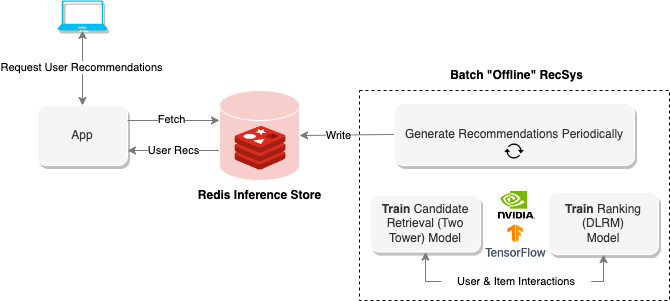 Request User Recommendations
Batch "Offline" RecSys
App
Fetch
User Recs
Write
Generate Recommendations Periodically
Redis Inference Store
Train Candidate
Retrieval (Two
Tower) Model
NVIDIA.
TensorFlow
Train Ranking
(DLRM)
Model
User & Item Interactions